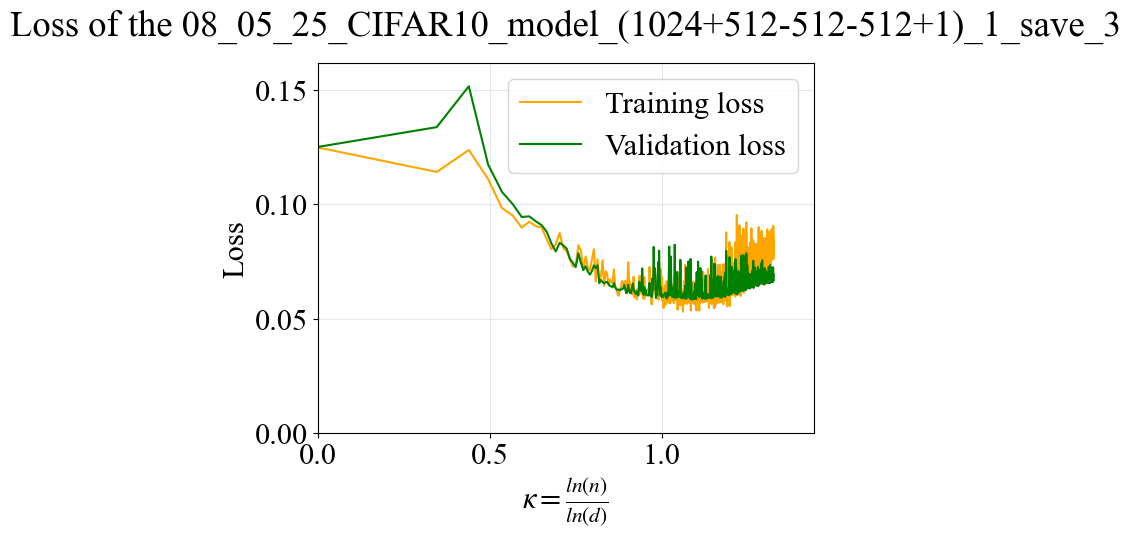 Loss of the 08_05_25_CIFAR10_model_(1024+512-512-512+1)_1_save_3
0.15
0.10
0.05
0.00
Loss
Training loss
Validation loss
0.0 0.5 1.0
κ = ln(n)/ln(d)